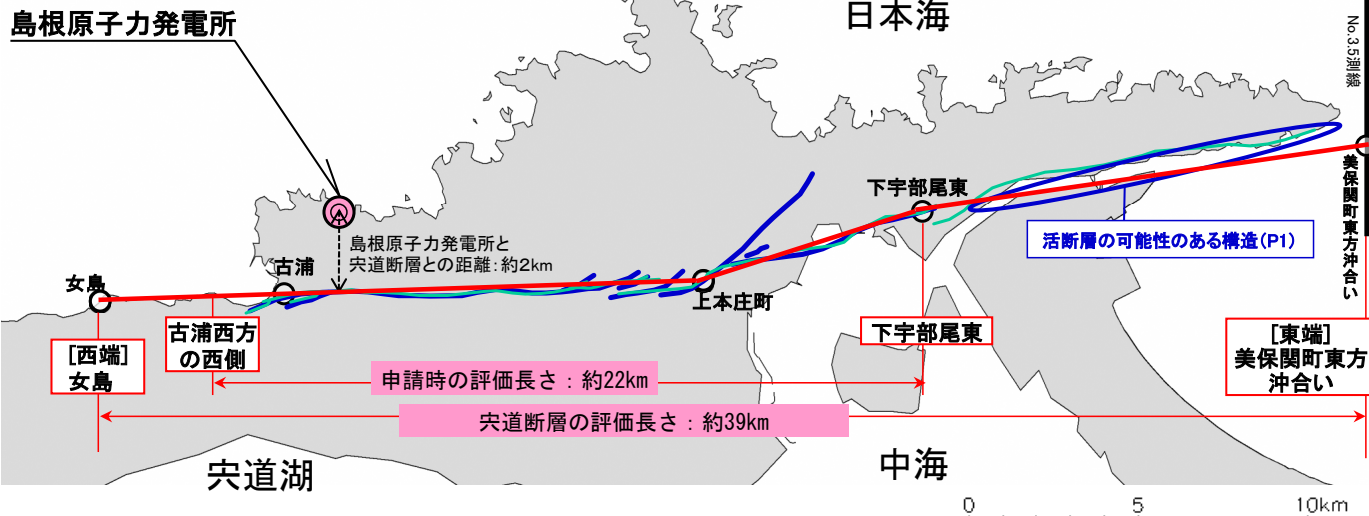 島根原子力発電所
日本海
No.3.5測線
島根原子力発電所と
宍道断層との距離：約2km
下宇部尾東
美保関町東方沖合い
活断層の可能性のある構造(P1)
女島
古浦
上本庄町
[西端]
女島
古浦西方
の西側
下宇部尾東
[東端]
美保関町東方
沖合い
申請時の評価長さ：約22km
宍道断層の評価長さ：約39km
宍道湖
中海
0 5 10km